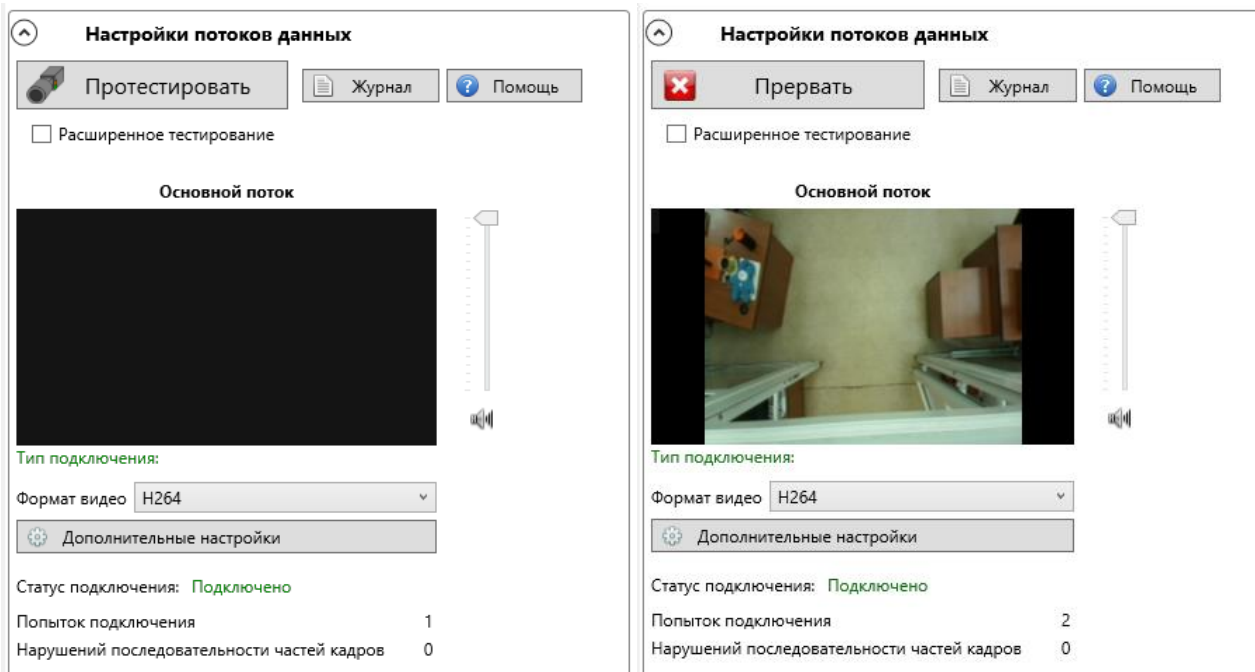 Настройки потоков данных
Протестировать
Журнал
Помощь
Расширенное тестирование
Основной поток
Тип подключения:
Формат видео H264
Дополнительные настройки
Статус подключения: Подключено
Попыток подключения 1
Нарушений последовательности частей кадров 0
Настройки потоков данных
Прервать
Журнал
Помощь
Расширенное тестирование
Основной поток
Тип подключения:
Формат видео H264
Дополнительные настройки
Статус подключения: Подключено
Попыток подключения 2
Нарушений последовательности частей кадров 0